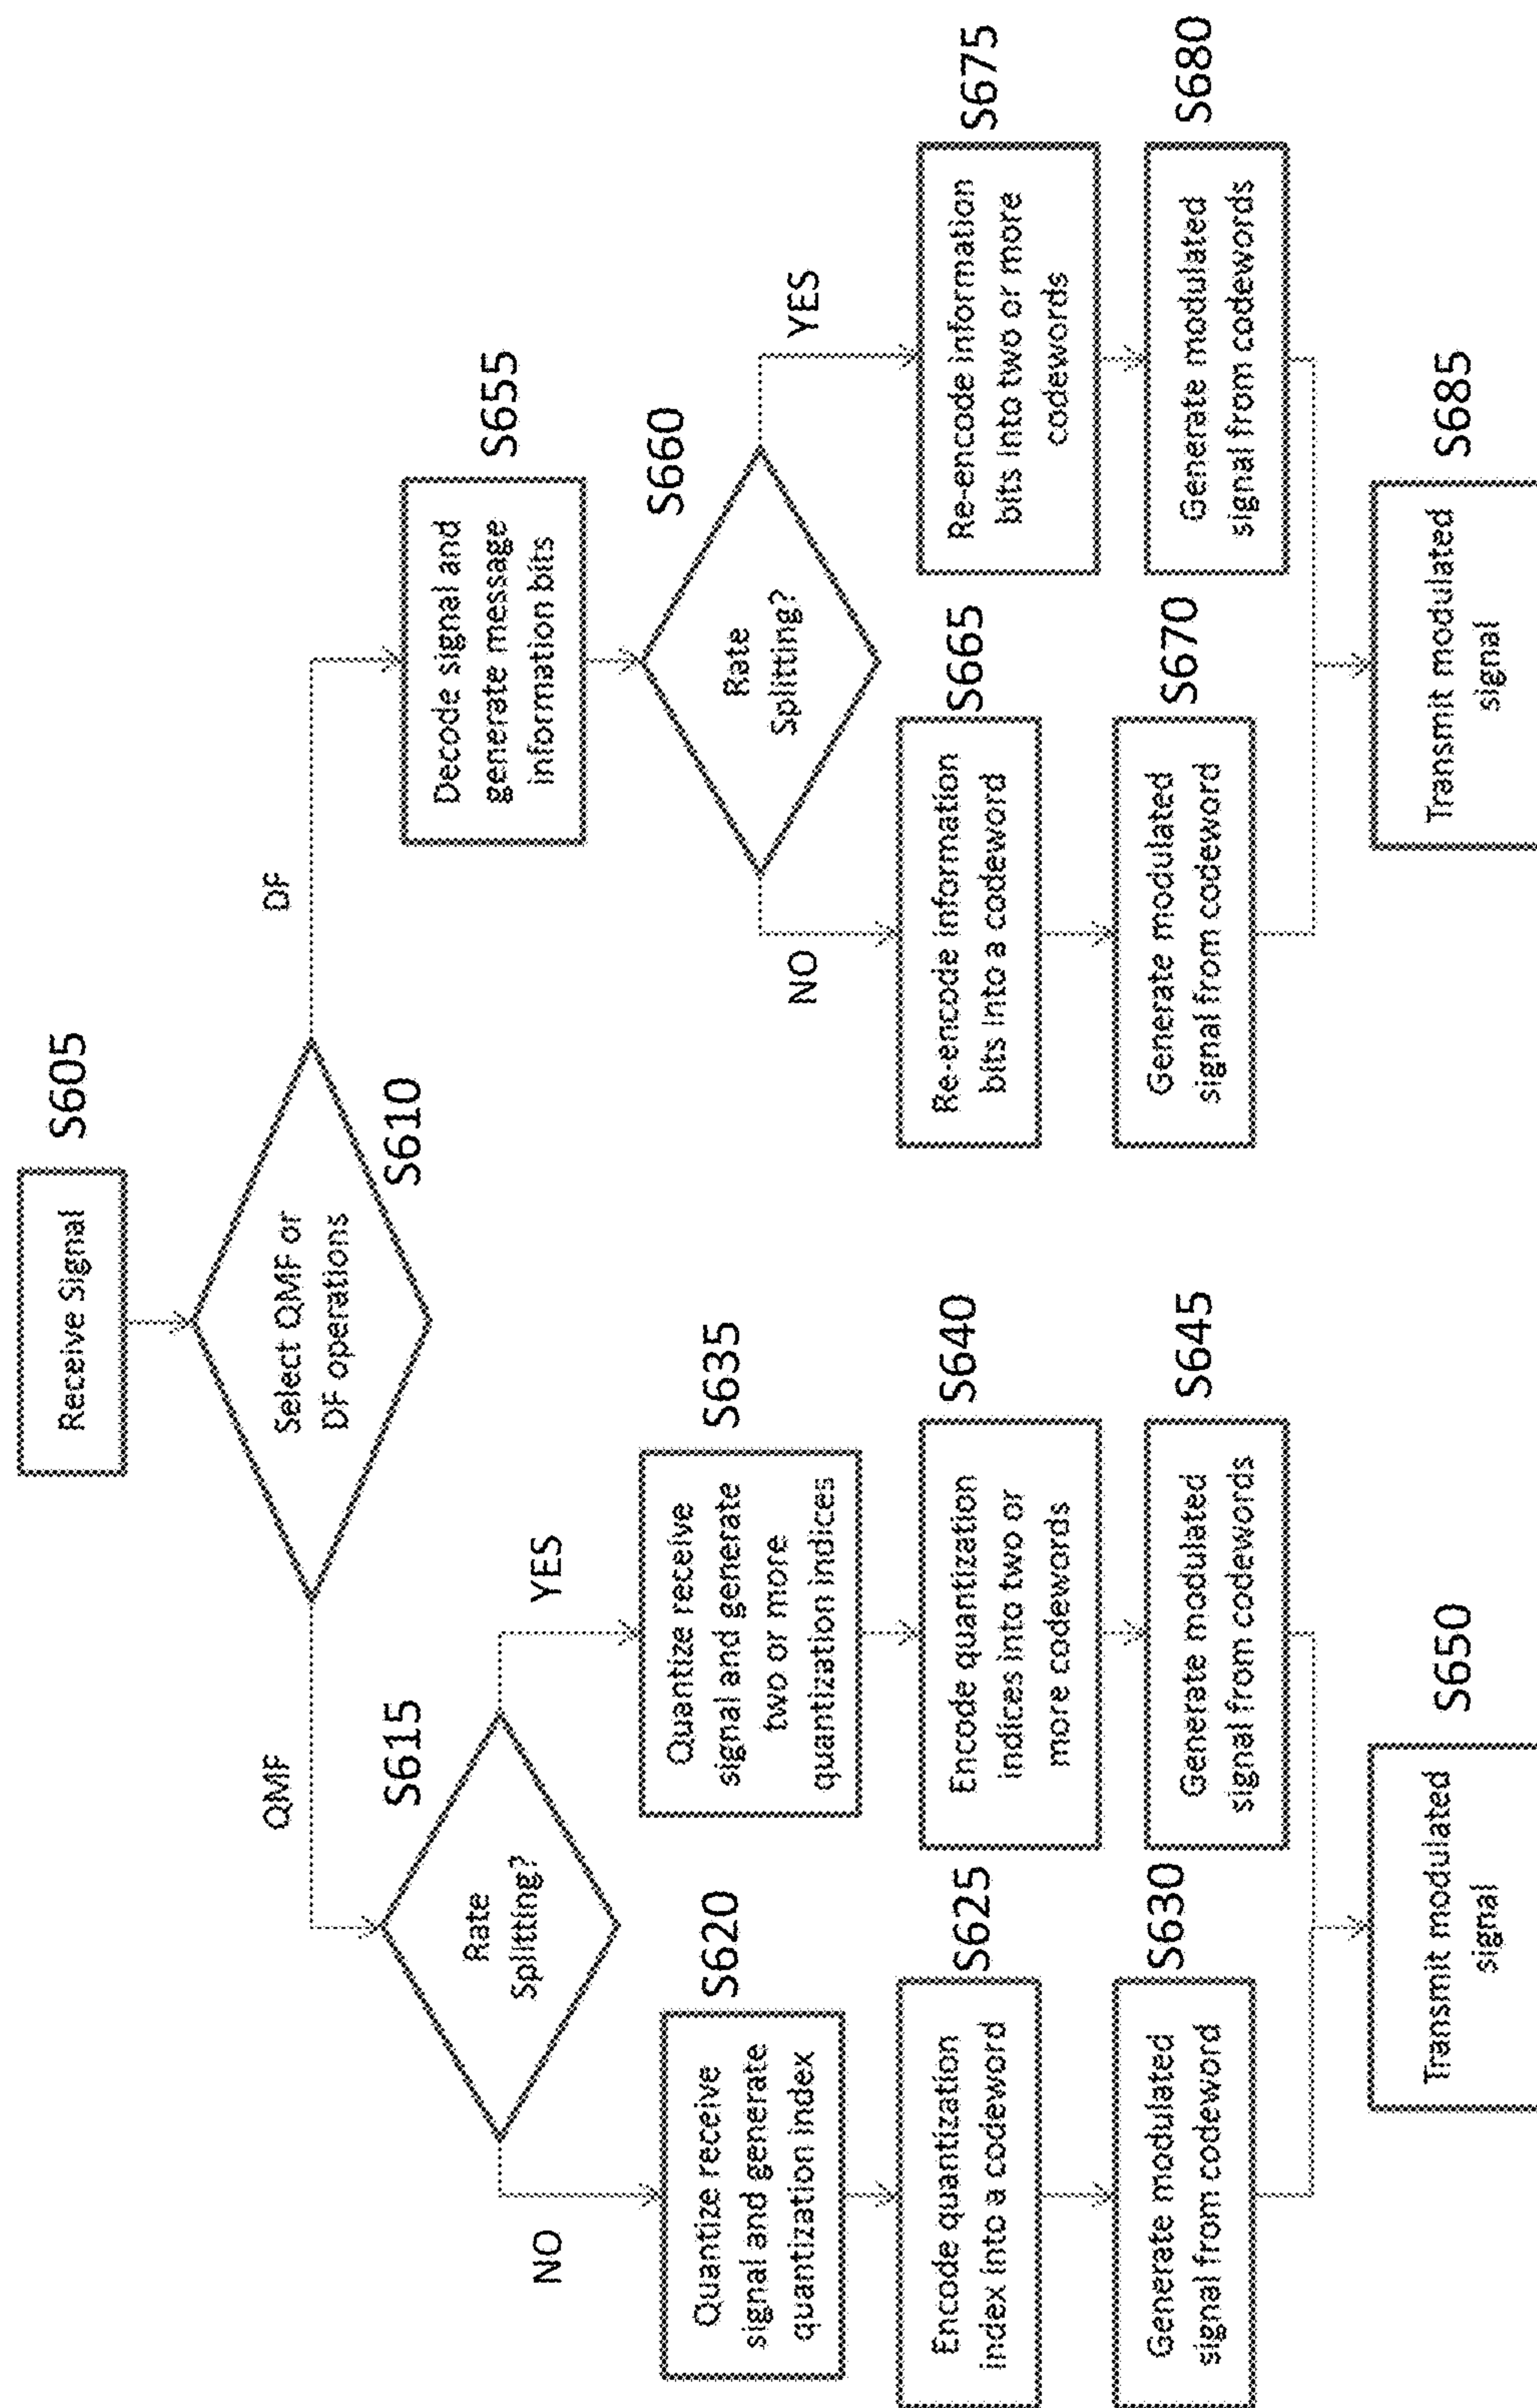 Receive Signal
S605
Select QMF or
DF operations
S610
QMF
DF
Rate
Splitting?
S615
NO
YES
Quantize receive
signal and generate
quantization index
S620
Encode quantization
index into a codeword
S625
Generate modulated
signal from codeword
S630
Quantize receive
signal and generate
two or more
quantization indices
S635
Encode quantization
indices into two or
more codewords
S640
Generate modulated
signal from codewords
S645
Transmit modulated
signal
S650
Decode signal and
generate message
information bits
S655
Rate
Splitting?
S660
NO
YES
Re-encode information
bits into a codeword
S665
Generate modulated
signal from codeword
S670
Re-encode information
bits into two or more
codewords
S675
Generate modulated
signal from codewords
S680
Transmit modulated
signal
S685